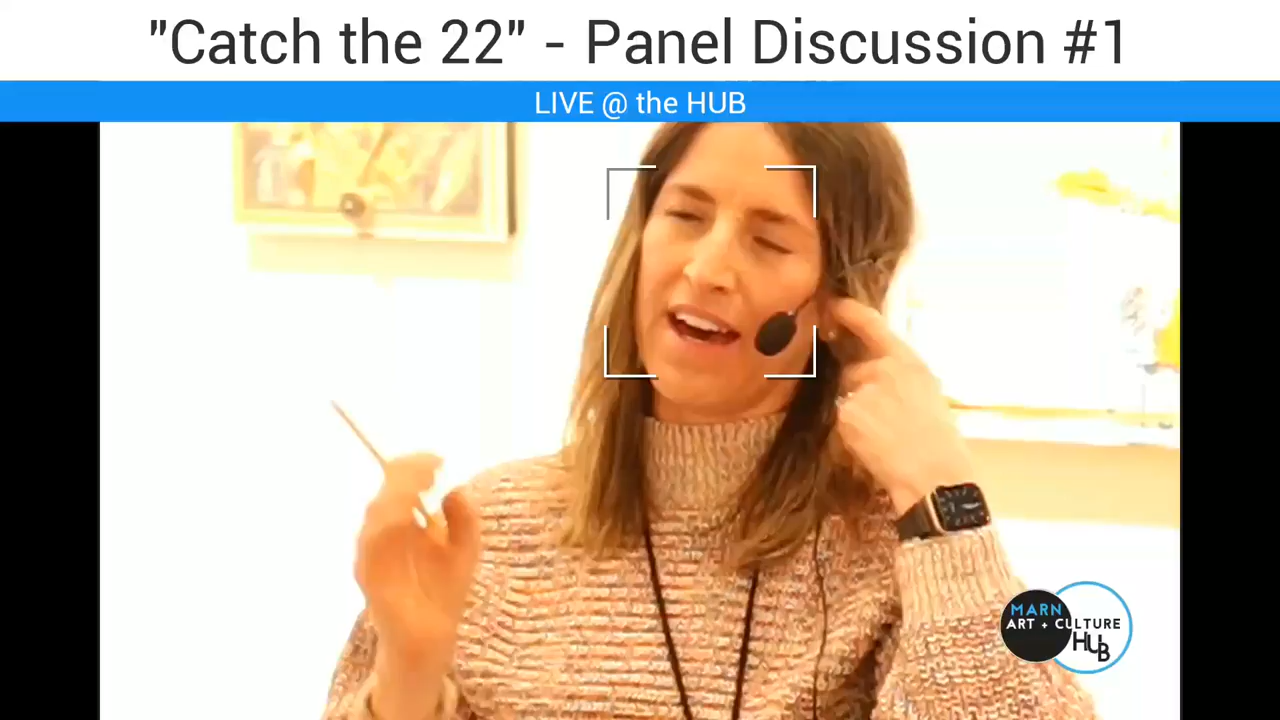 "Catch the 22" - Panel Discussion #1
LIVE @ the HUB
MARN
ART + CULTURE
HUB